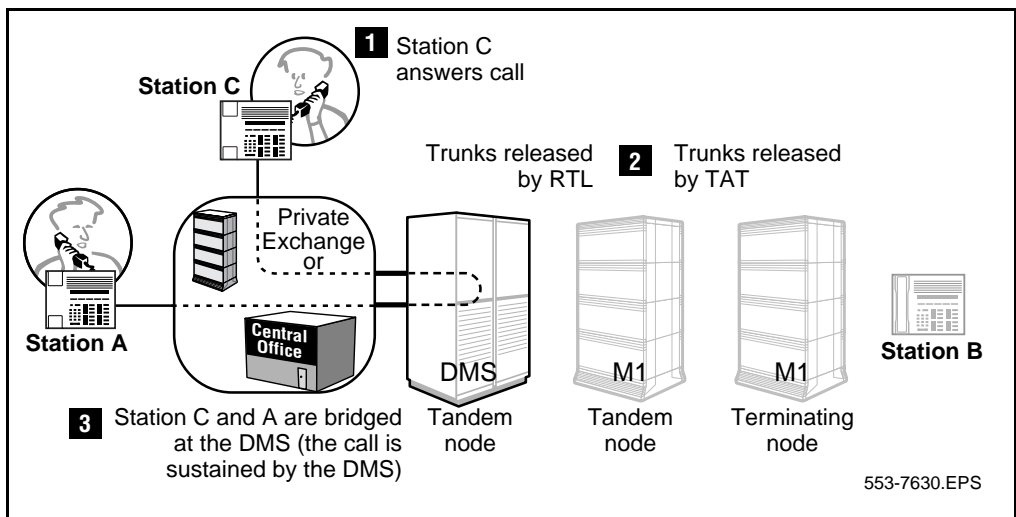 1 Station C
answers call
Station C
Trunks released
by RTL
2
Trunks released
by TAT
Private
Exchange
or
Central
Office
Station A
DMS
M1
M1
Station B
3 Station C and A are bridged
at the DMS (the call is
sustained by the DMS)
Tandem
node
Tandem
node
Terminating
node
553-7630.EPS